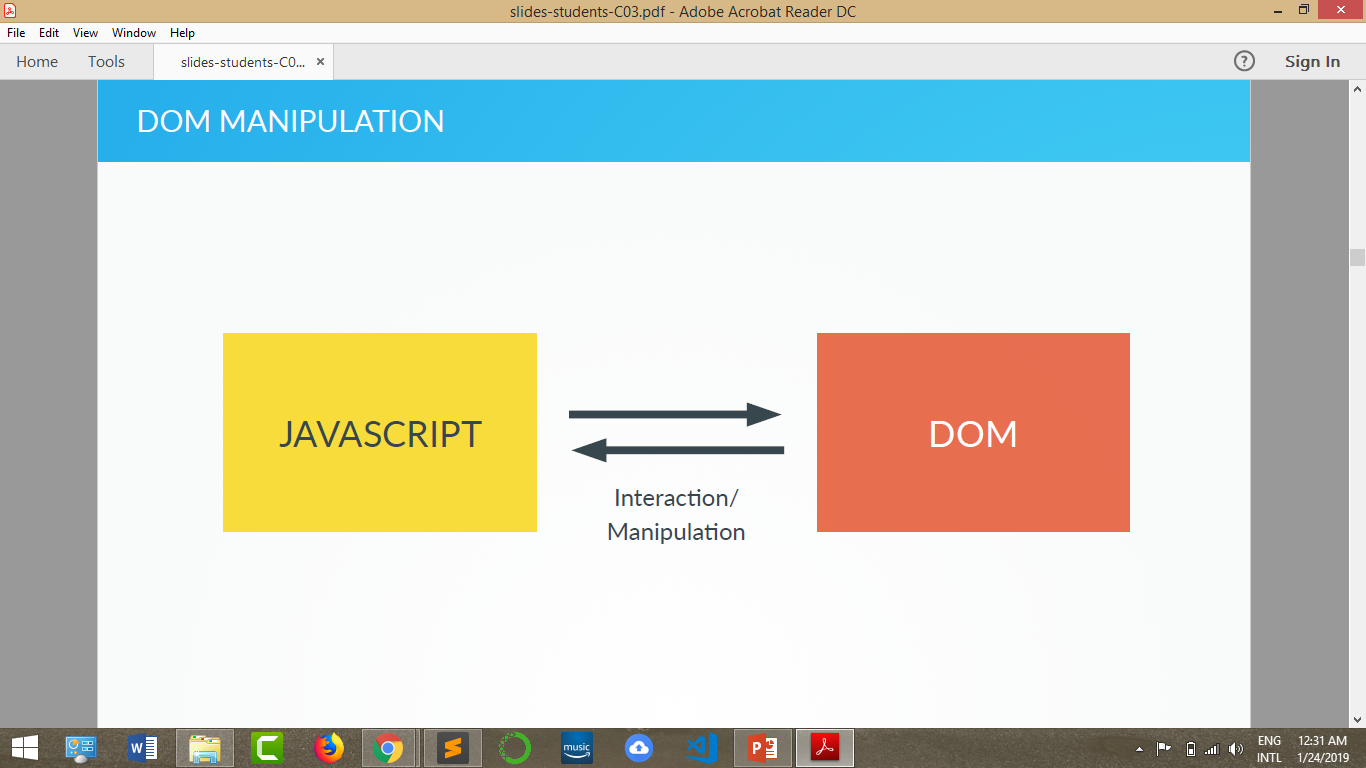 slides-students-C03.pdf - Adobe Acrobat Reader DC
File Edit View Window Help
Home Tools slides-students-C0... × ? Sign In
DOM MANIPULATION
JAVASCRIPT
DOM
Interaction/
Manipulation
music
ENG 12:31 AM
INTL 1/24/2019